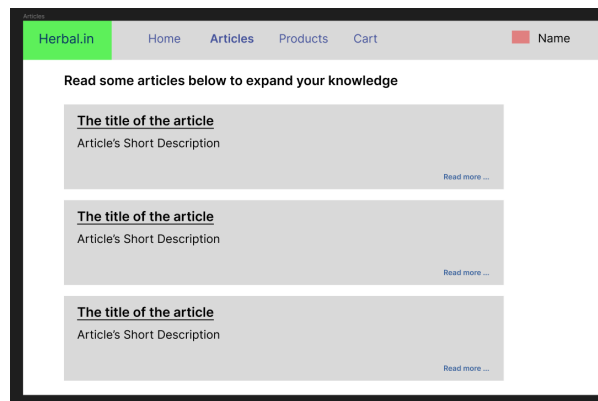 Articles
Herbal.in Home Articles Products Cart Name
Read some articles below to expand your knowledge
The title of the article
Article's Short Description
Read more ...
The title of the article
Article's Short Description
Read more ...
The title of the article
Article's Short Description
Read more ...